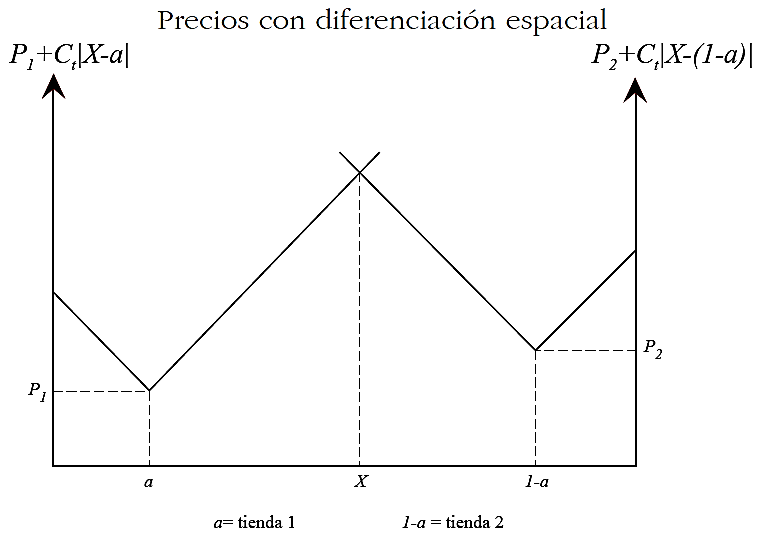 Precios con diferenciación espacial
P1+Ct|X-a|
P2+Ct|X-(1-a)|
P2
P1
a
X
1-a
a= tienda 1
1-a = tienda 2